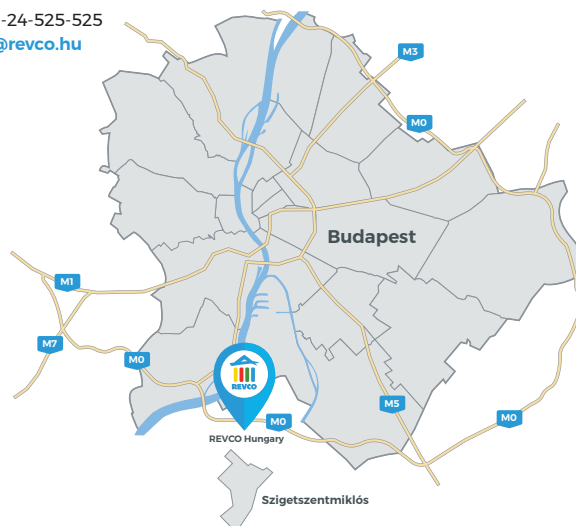 -24-525-525
@revco.hu
M3
M0
Budapest
M1
M7
M0
REVCO
M5
M0
M0
REVCO Hungary
Szigetszentmiklós